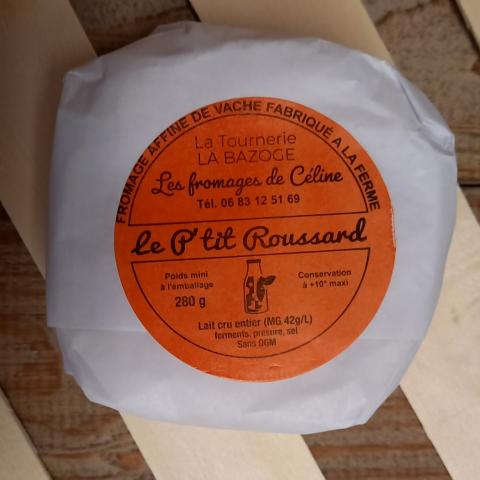 FROMAGE AFFINE DE VACHE FABRIQUÉ A LA FERME
La Tournerie
LA BAZOGE
Les fromages de Céline
Tél. 06 83 12 51 69
le P'tit Roussard
Poids mini
à l'emballage
280 g
Conservation
à +10° maxi
Lait cru entier (MG 42g/L)
ferments, présure, sel
Sans OGM